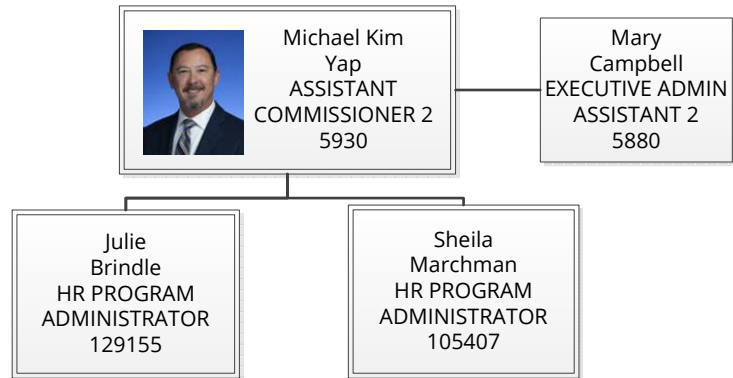 Michael Kim
Yap
ASSISTANT
COMMISSIONER 2
5930
Mary
Campbell
EXECUTIVE ADMIN
ASSISTANT 2
5880
Julie
Brindle
HR PROGRAM
ADMINISTRATOR
129155
Sheila
Marchman
HR PROGRAM
ADMINISTRATOR
105407